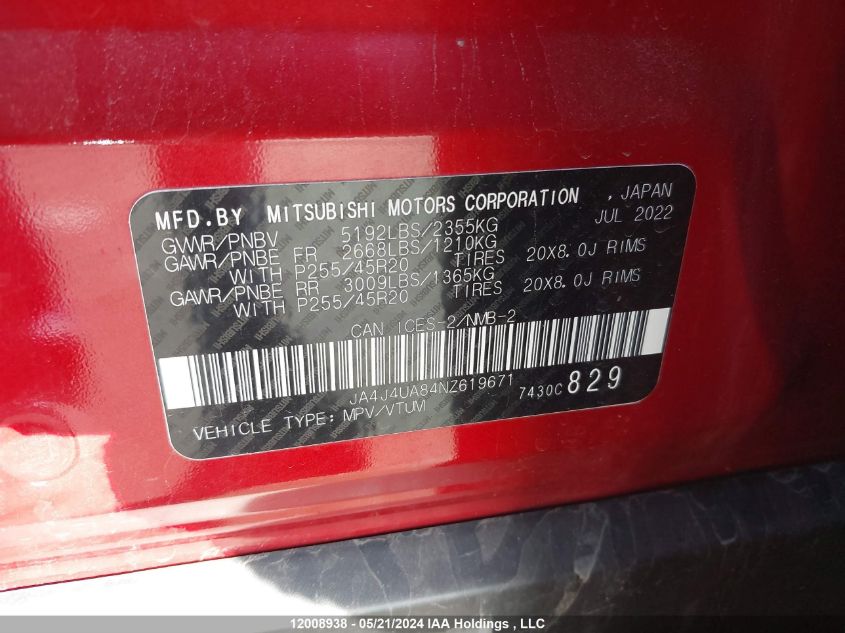 MFD.BY MITSUBISHI MOTORS CORPORATION , JAPAN
GVWR/PNBV 5192LBS/2355KG JUL 2022
GAWR/PNBE FR 2668LBS/1210KG
WITH P255/45R20 TIRES 20X8.0J RIMS
GAWR/PNBE RR 3009LBS/1365KG
WITH P255/45R20 TIRES 20X8.0J RIMS
CAN ICES-2/NMB-2
JA4J4UA84NZ619671 7430C 829
VEHICLE TYPE: MPV/VTUM
12008938 - 05/21/2024 IAA Holdings , LLC